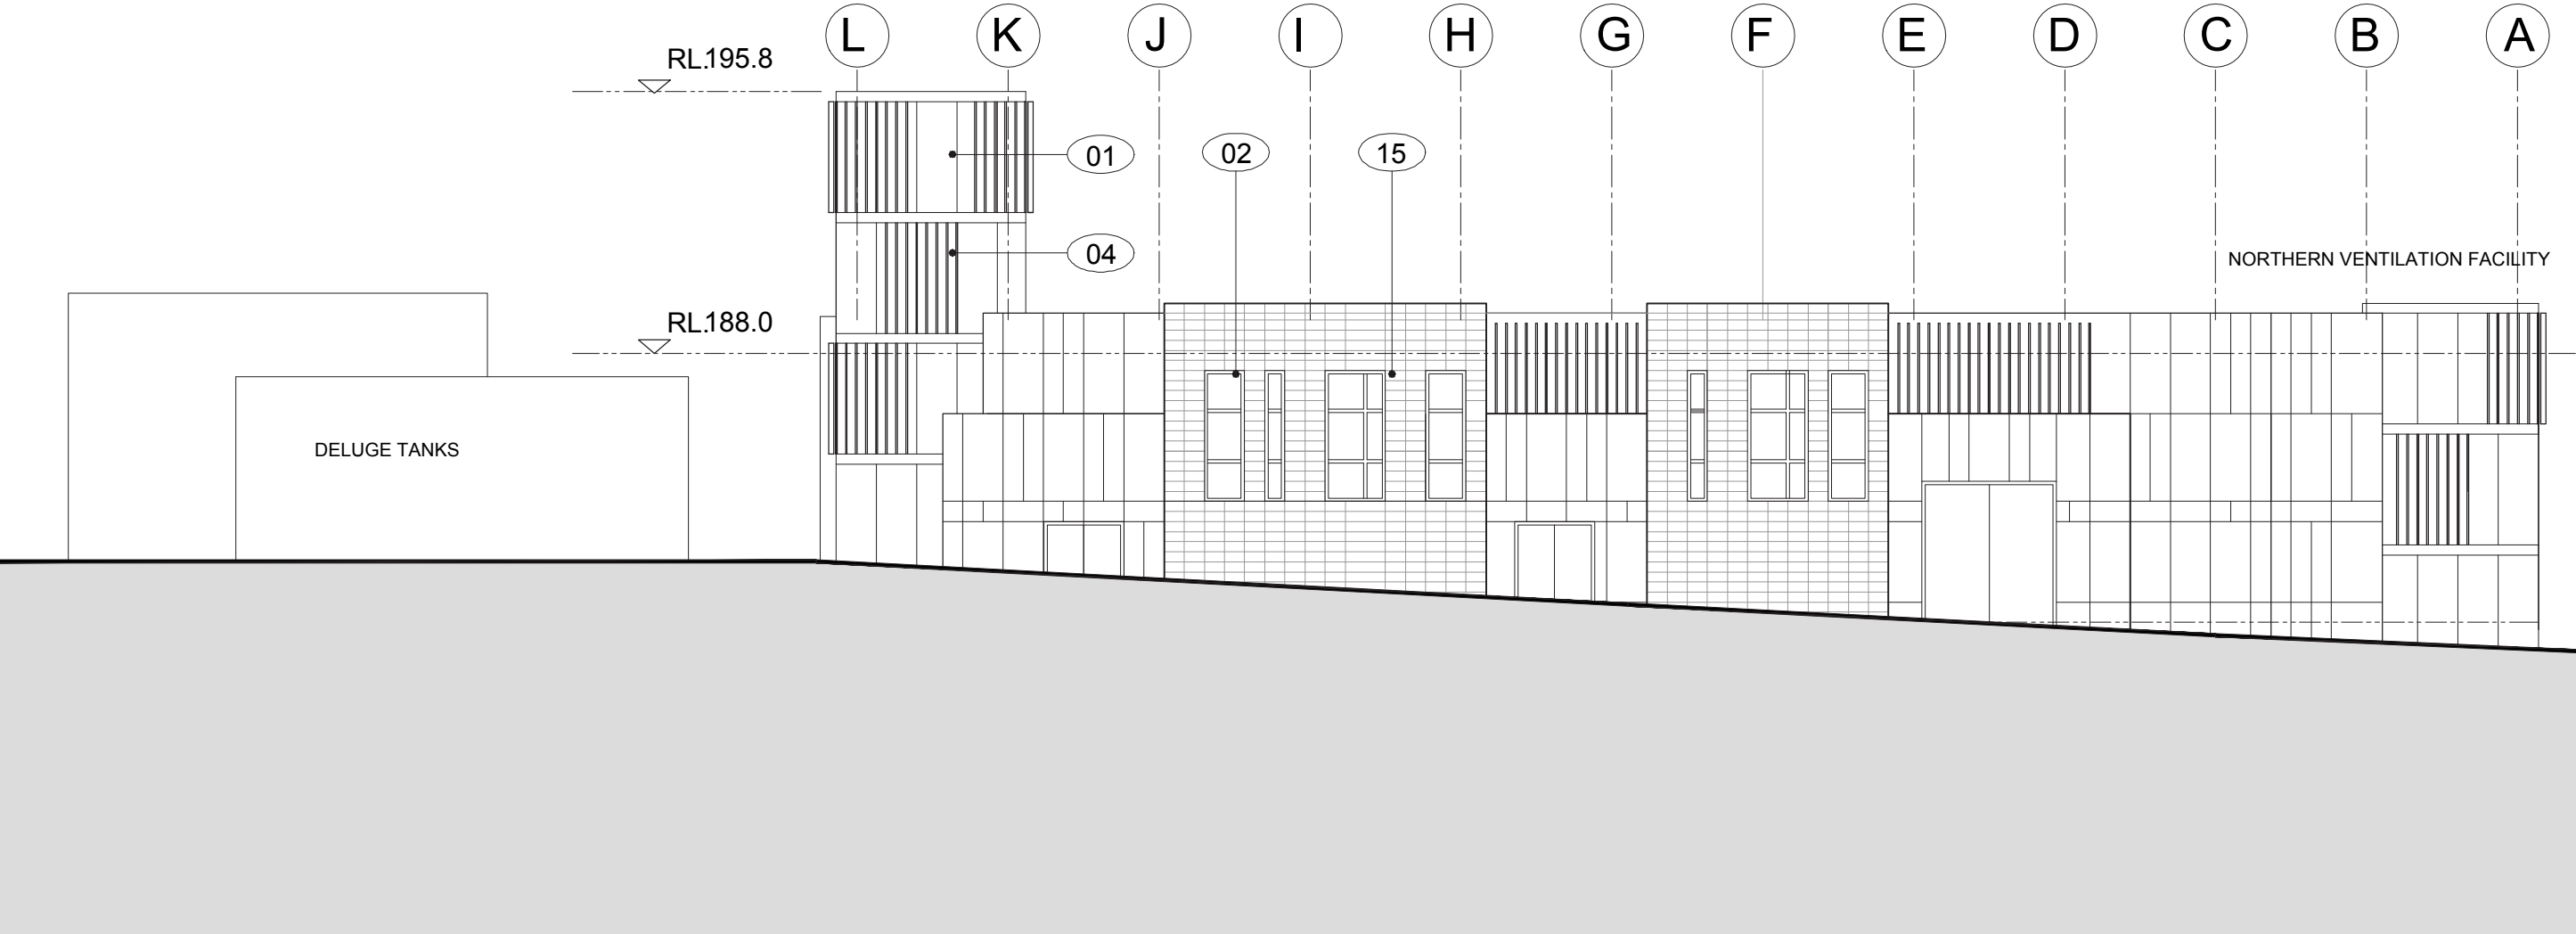 L K J I H G F E D C B A
RL.195.8
01
02
15
04
NORTHERN VENTILATION FACILITY
RL.188.0
DELUGE TANKS